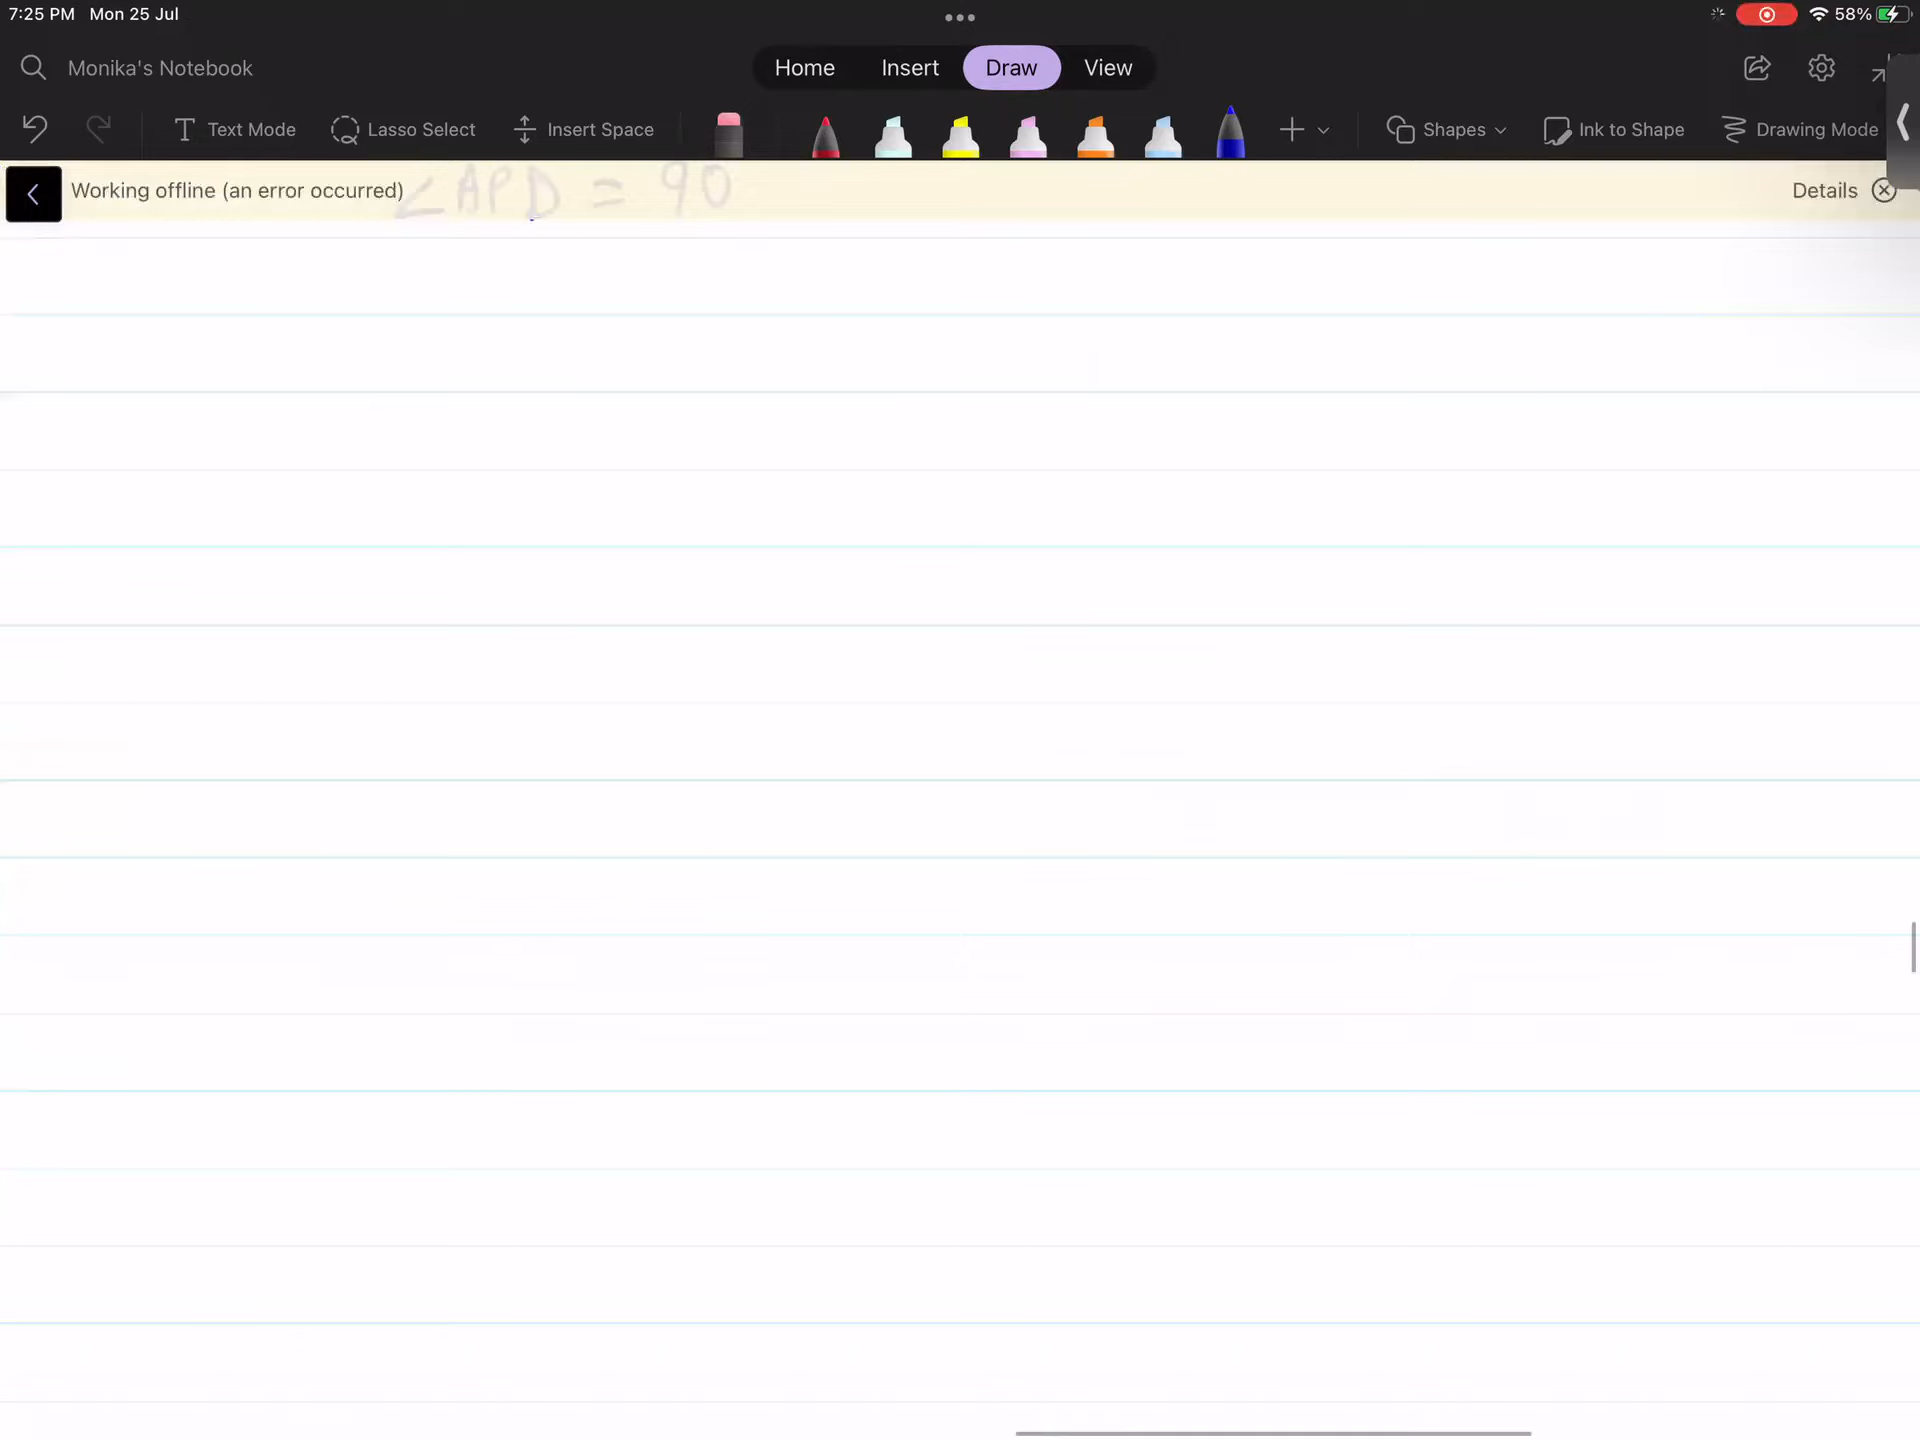 7:25 PM Mon 25 Jul
58%
Monika's Notebook
Home Insert Draw View
Text Mode Lasso Select Insert Space Shapes Ink to Shape Drawing Mode
Working offline (an error occurred) Details
∠APD = 90